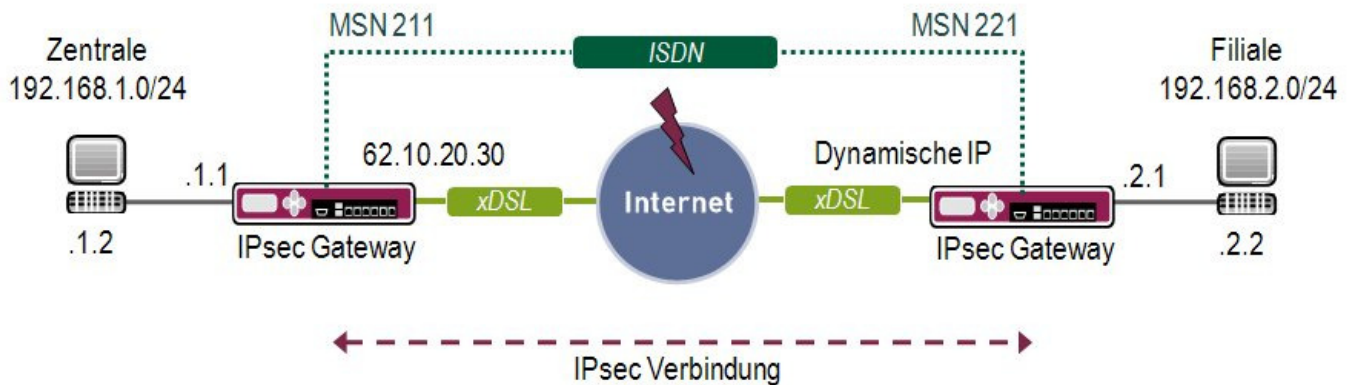 MSN 211
MSN 221
ISDN
Zentrale
192.168.1.0/24
Filiale
192.168.2.0/24
62.10.20.30
Dynamische IP
.1.1
.2.1
xDSL
Internet
xDSL
.1.2
IPsec Gateway
IPsec Gateway
.2.2
IPsec Verbindung